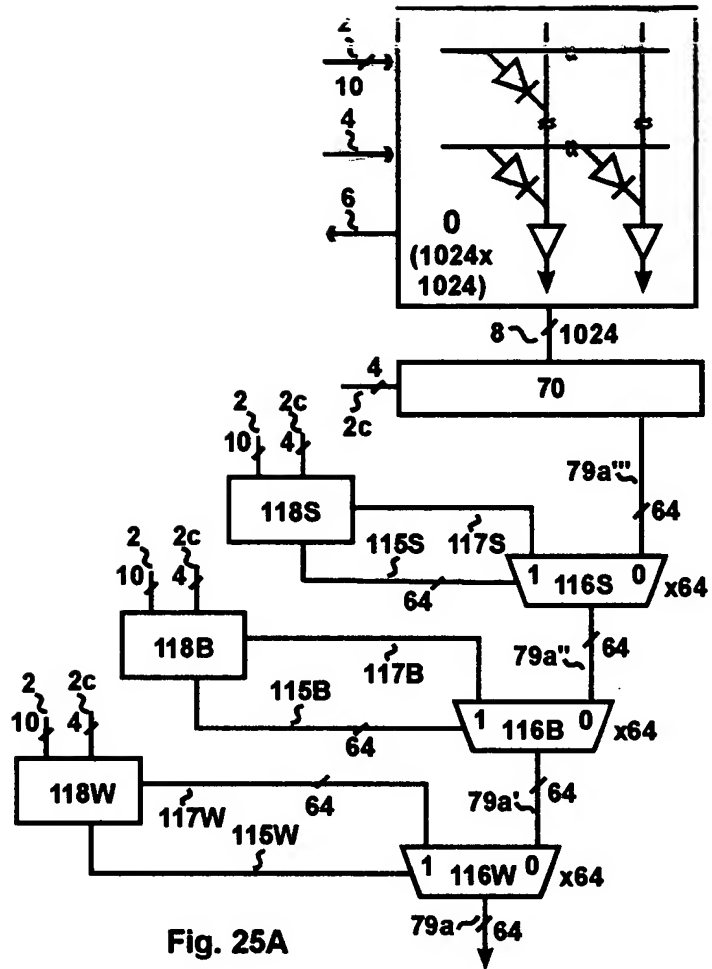 2
10
4
6
0
(1024x
1024)
8
1024
4
2c
70
2
2c
10
4
118S
79a'''
64
117S
115S
64
1
0
116S
x64
2
2c
10
4
118B
79a''
64
117B
115B
64
1
0
116B
x64
2
2c
10
4
118W
64
117W
115W
79a'
64
1
0
116W
x64
79a
64
Fig. 25A